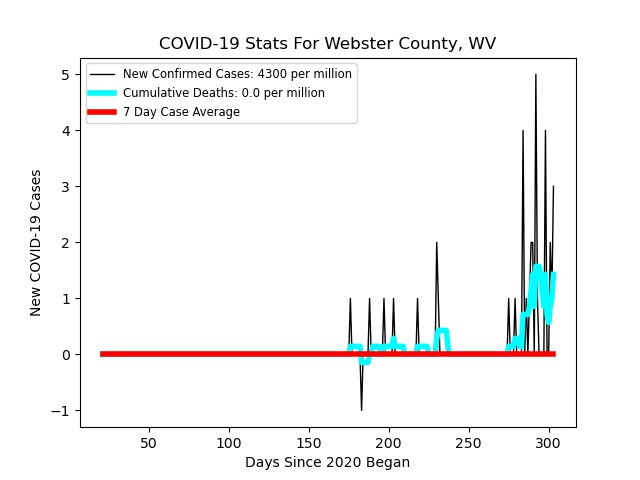 COVID-19 Stats For Webster County, WV
New Confirmed Cases: 4300 per million
Cumulative Deaths: 0.0 per million
7 Day Case Average
New COVID-19 Cases
5
4
3
2
1
0
−1
50 100 150 200 250 300
Days Since 2020 Began